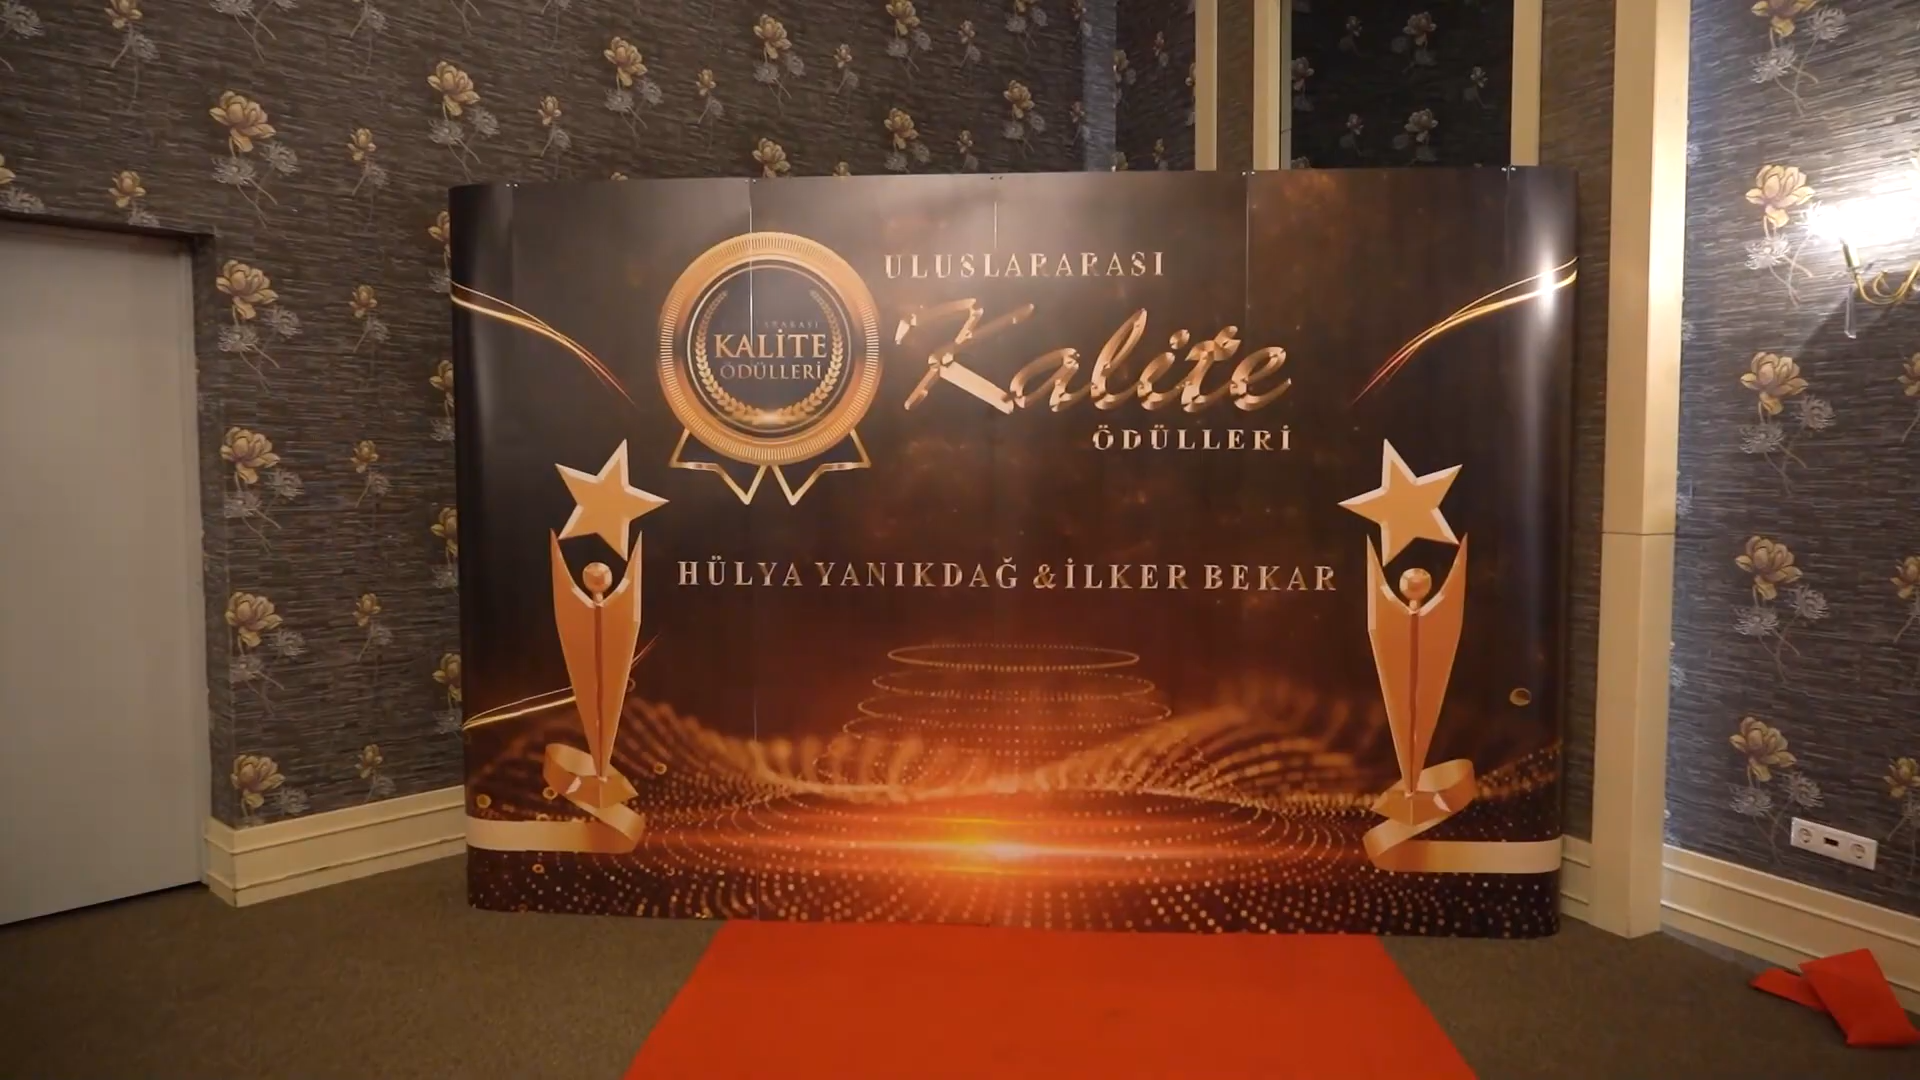 ULUSLARARASI
Kalite
ÖDÜLLERİ
KALİTE
ÖDÜLLERİ
HÜLYA YANIKDAĞ & İLKER BEKAR